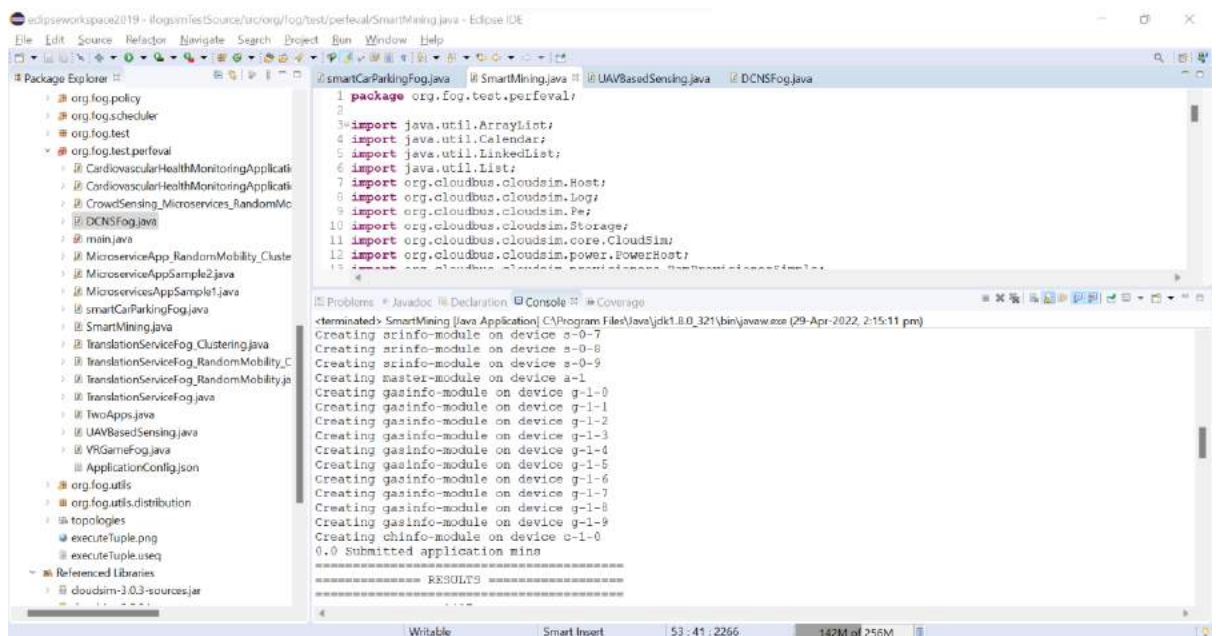 eclipseworkspace2019 - ifogsimTestSource/src/org/fog/test/perfeval/SmartMining.java - Eclipse IDE
File Edit Source Refactor Navigate Search Project Run Window Help
Package Explorer
org.fog.policy
org.fog.scheduler
org.fog.test
org.fog.test.perfeval
CardiovascularHealthMonitoringApplicati
CardiovascularHealthMonitoringApplicati
CrowdSensing_Microservices_RandomMo
DCNSFog.java
main.java
MicroserviceApp_RandomMobility_Cluste
MicroserviceAppSample2.java
MicroservicesAppSample1.java
smartCarParkingFog.java
SmartMining.java
TranslationServiceFog_Clustering.java
TranslationServiceFog_RandomMobility_C
TranslationServiceFog_RandomMobility.ja
TranslationServiceFog.java
TwoApps.java
UAVBasedSensing.java
VRGameFog.java
ApplicationConfig.json
org.fog.utils
org.fog.utils.distribution
topologies
executeTuple.png
executeTuple.useq
Referenced Libraries
cloudsim-3.0.3-sources.jar
smartCarParkingFog.java SmartMining.java UAVBasedSensing.java DCNSFog.java
1 package org.fog.test.perfeval;
2
3 import java.util.ArrayList;
4 import java.util.Calendar;
5 import java.util.LinkedList;
6 import java.util.List;
7 import org.cloudbus.cloudsim.Host;
8 import org.cloudbus.cloudsim.Log;
9 import org.cloudbus.cloudsim.Pe;
10 import org.cloudbus.cloudsim.Storage;
11 import org.cloudbus.cloudsim.core.CloudSim;
12 import org.cloudbus.cloudsim.power.PowerHost;
13 import org.cloudbus.cloudsim.provisioners.RamProvisionerSimple;
Problems Javadoc Declaration Console Coverage
<terminated> SmartMining [Java Application] C:\Program Files\Java\jdk1.8.0_321\bin\javaw.exe (29-Apr-2022, 2:15:11 pm)
Creating srinfo-module on device s-0-7
Creating srinfo-module on device s-0-8
Creating srinfo-module on device s-0-9
Creating master-module on device a-1
Creating gasinfo-module on device g-1-0
Creating gasinfo-module on device g-1-1
Creating gasinfo-module on device g-1-2
Creating gasinfo-module on device g-1-3
Creating gasinfo-module on device g-1-4
Creating gasinfo-module on device g-1-5
Creating gasinfo-module on device g-1-6
Creating gasinfo-module on device g-1-7
Creating gasinfo-module on device g-1-8
Creating gasinfo-module on device g-1-9
Creating chinfo-module on device c-1-0
0.0 Submitted application mins
=========================================
============== RESULTS ==================
=========================================
Writable Smart Insert 53 : 41 : 2266 142M of 256M